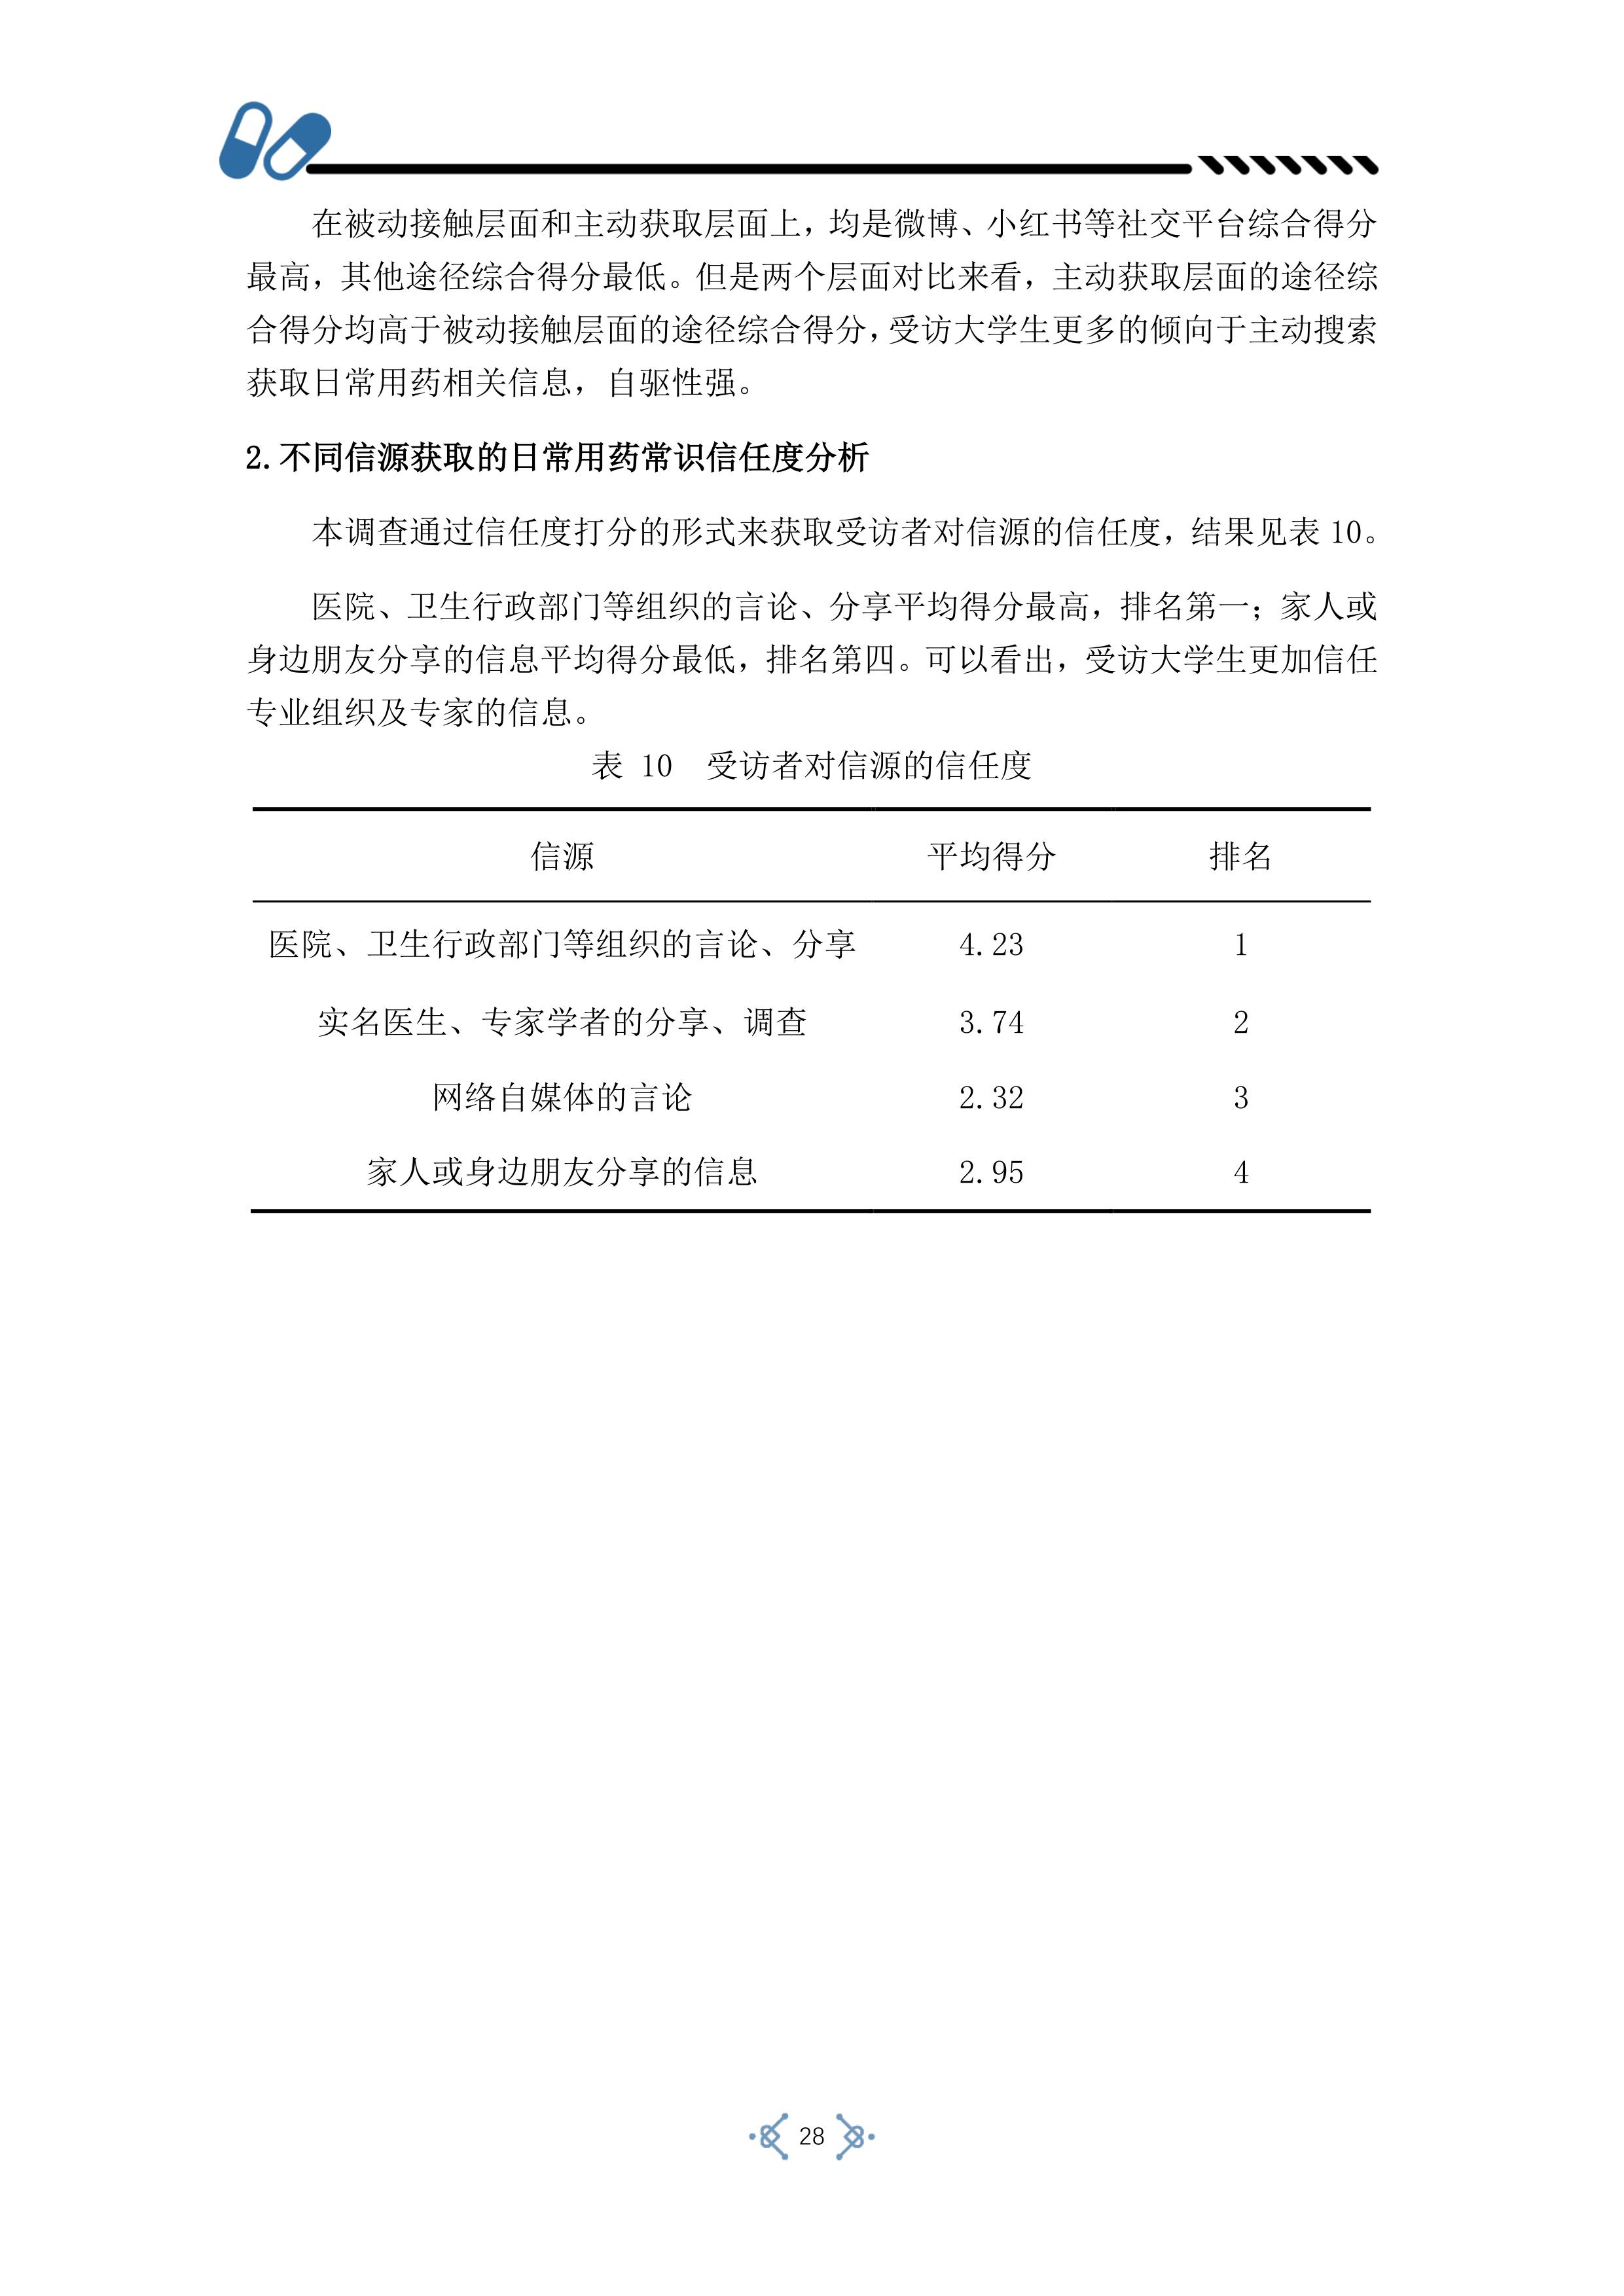 在被动接触层面和主动获取层面上，均是微博、小红书等社交平台综合得分
最高，其他途径综合得分最低。但是两个层面对比来看，主动获取层面的途径综
合得分均高于被动接触层面的途径综合得分，受访大学生更多的倾向于主动搜索
获取日常用药相关信息，自驱性强。
2.不同信源获取的日常用药常识信任度分析
本调查通过信任度打分的形式来获取受访者对信源的信任度，结果见表 10。
医院、卫生行政部门等组织的言论、分享平均得分最高，排名第一；家人或
身边朋友分享的信息平均得分最低，排名第四。可以看出，受访大学生更加信任
专业组织及专家的信息。
表 10 受访者对信源的信任度
信源 平均得分 排名
医院、卫生行政部门等组织的言论、分享 4.23 1
实名医生、专家学者的分享、调查 3.74 2
网络自媒体的言论 2.32 3
家人或身边朋友分享的信息 2.95 4
28